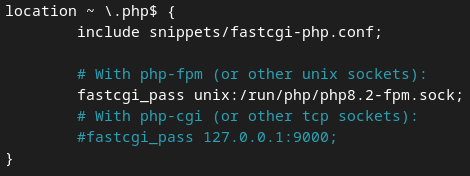 location ~ \.php$ {
        include snippets/fastcgi-php.conf;

        # With php-fpm (or other unix sockets):
        fastcgi_pass unix:/run/php/php8.2-fpm.sock;
        # With php-cgi (or other tcp sockets):
        #fastcgi_pass 127.0.0.1:9000;
}